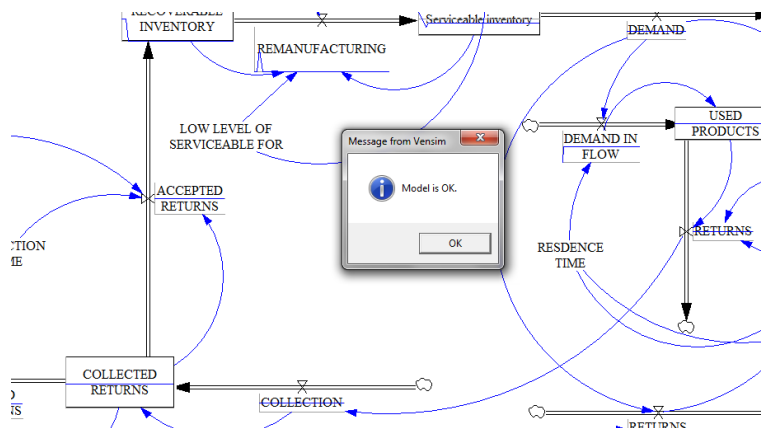 RECOVERABLE
INVENTORY
Serviceable inventory
DEMAND
REMANUFACTURING
LOW LEVEL OF
SERVICEABLE FOR
Message from Vensim
Model is OK.
OK
DEMAND IN
FLOW
USED
PRODUCTS
ACCEPTED
RETURNS
RETURNS
RESDENCE
TIME
COLLECTED
RETURNS
COLLECTION
RETURNS